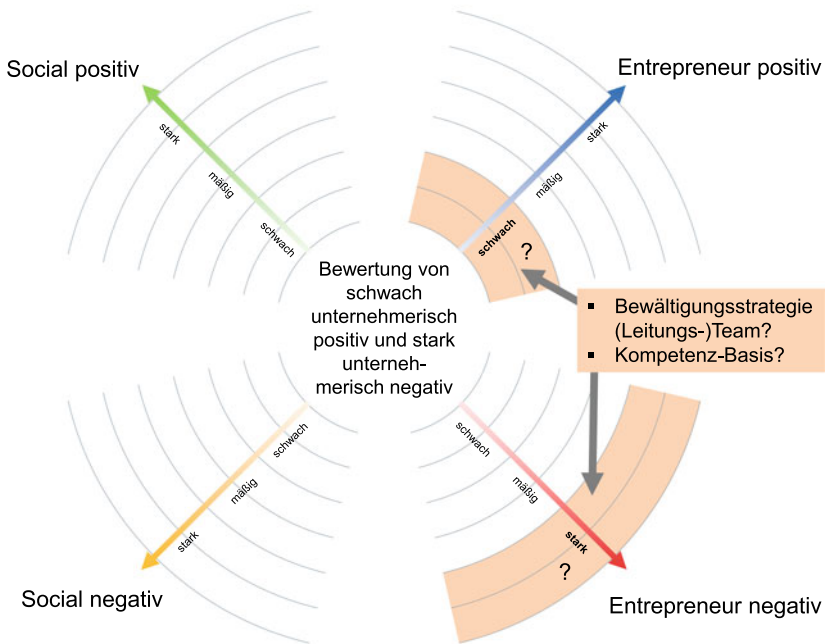 Social positiv
Entrepreneur positiv
stark
mäßig
schwach
stark
mäßig
schwach
?
Bewertung von
schwach
unternehmerisch
positiv und stark
unterneh-
merisch negativ
▪ Bewältigungsstrategie
(Leitungs-)Team?
▪ Kompetenz-Basis?
schwach
mäßig
stark
schwach
mäßig
stark
?
Social negativ
Entrepreneur negativ